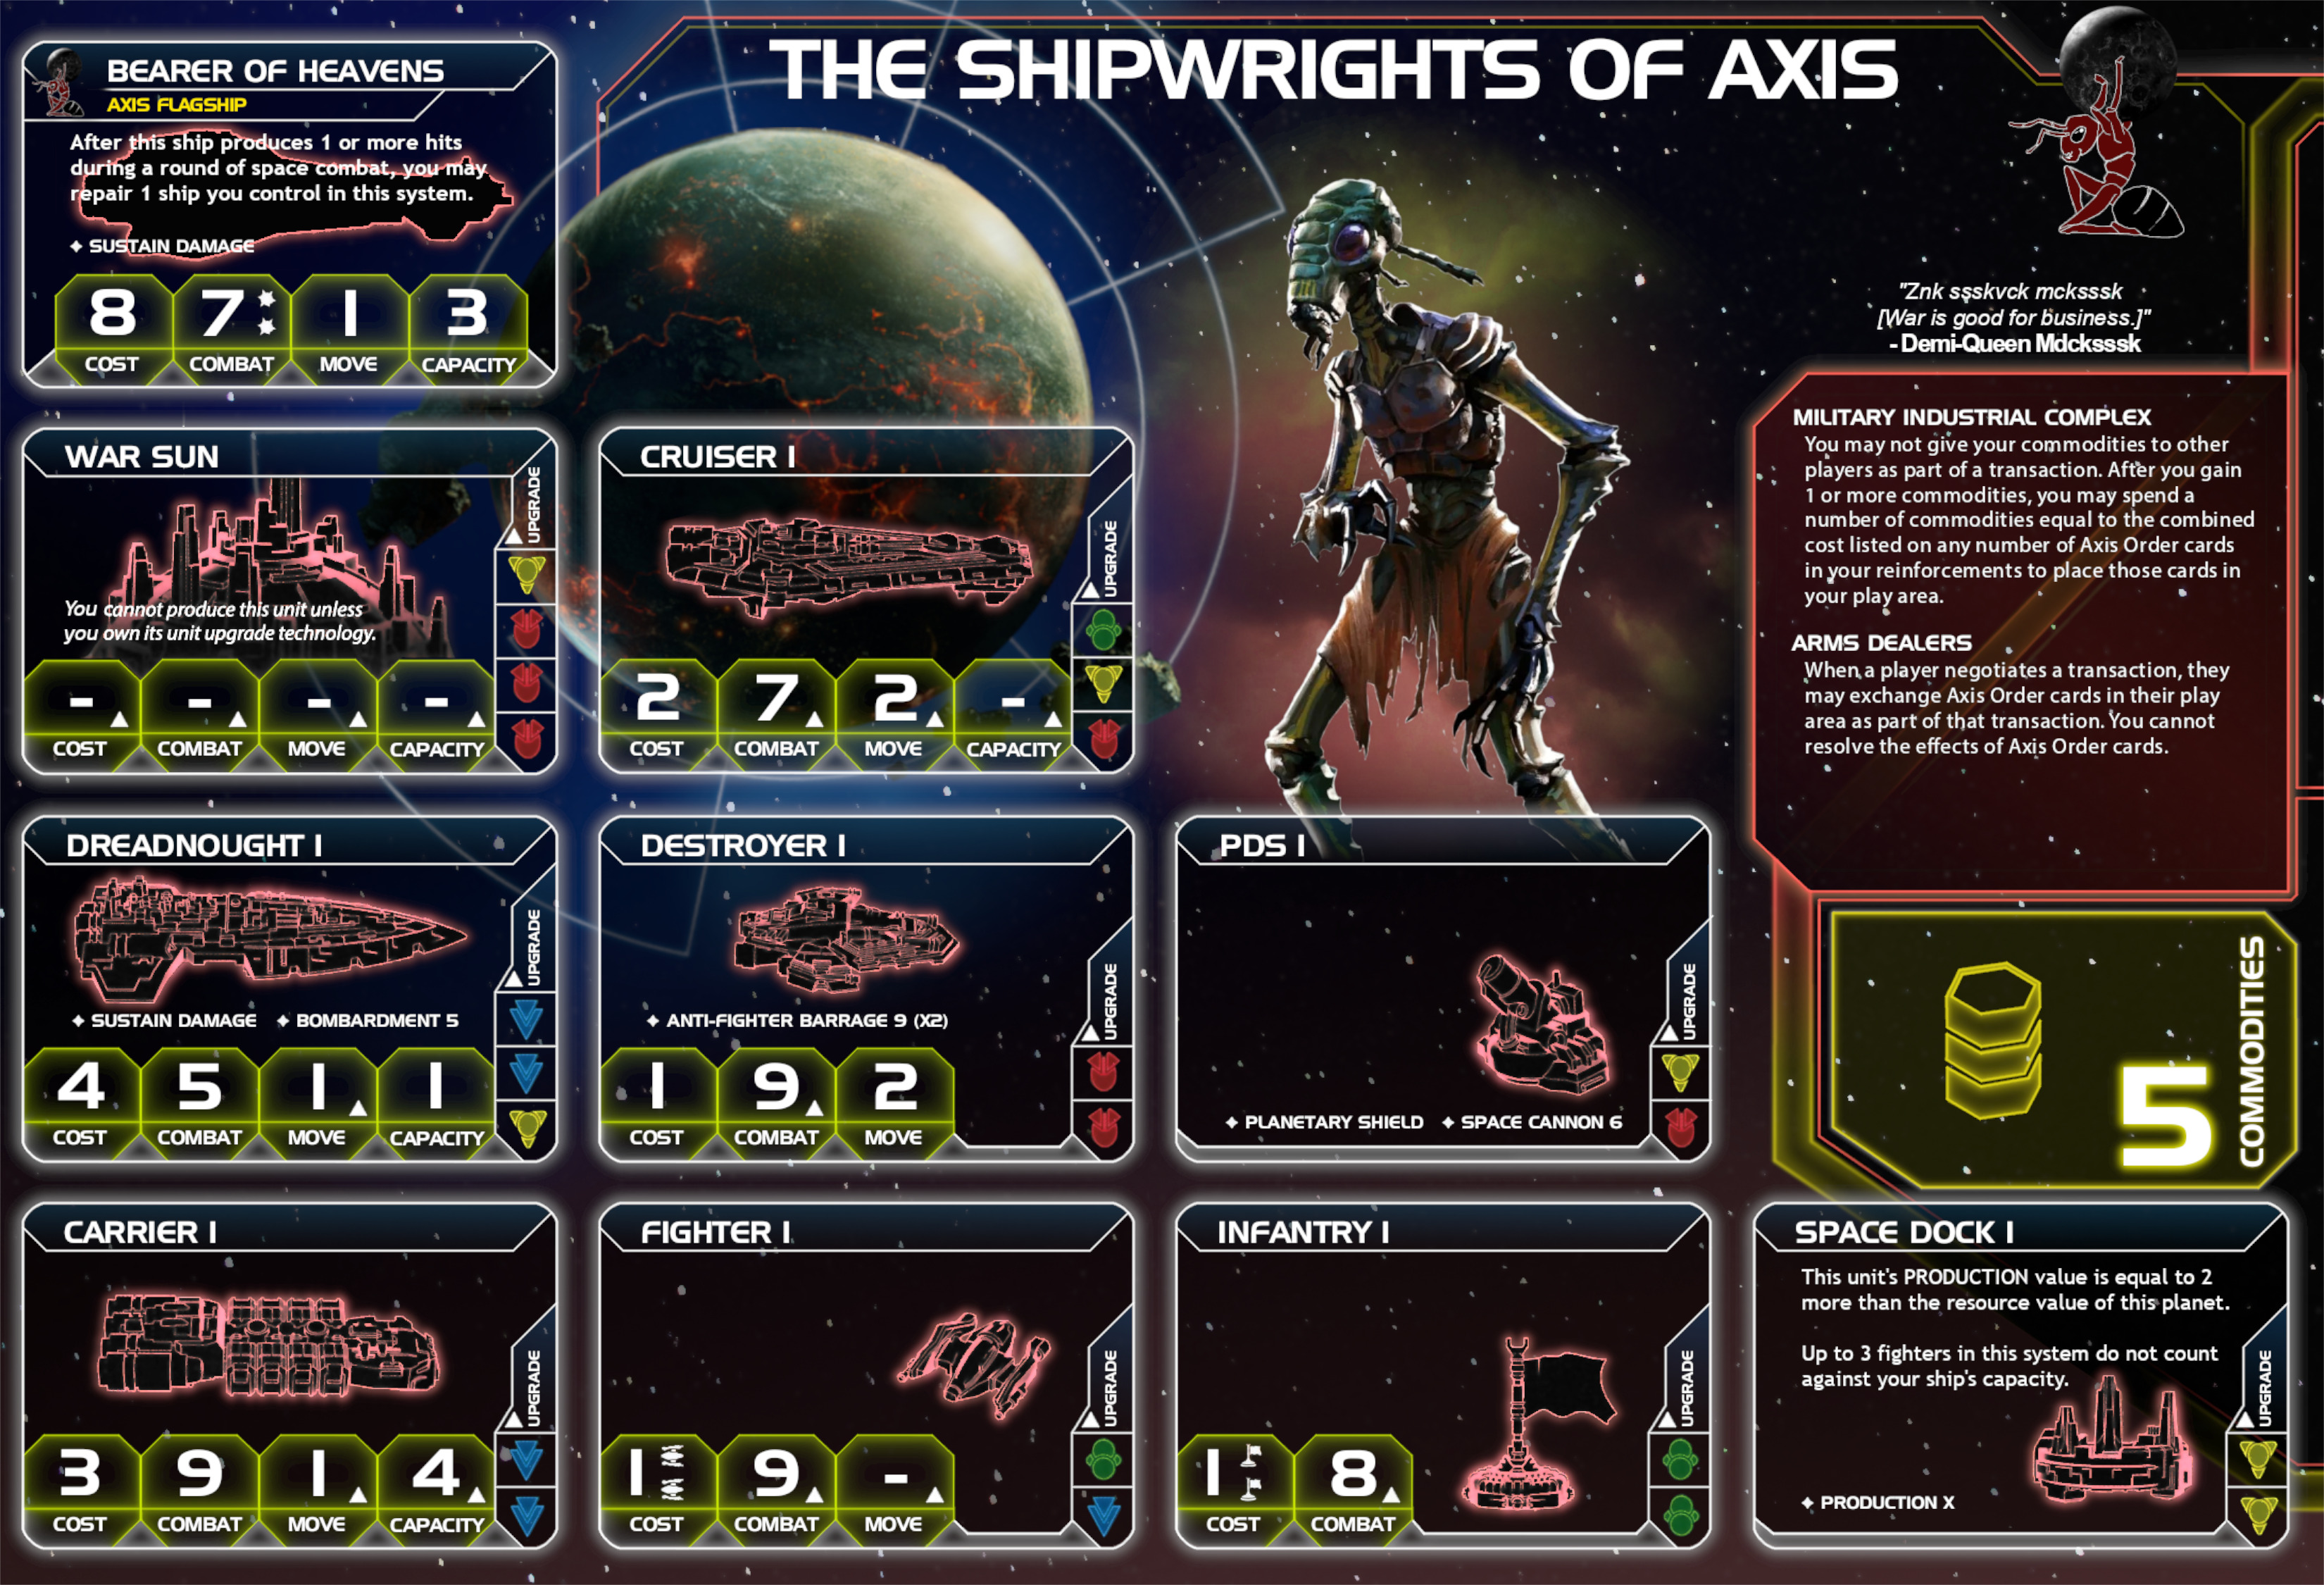 THE SHIPWRIGHTS OF AXIS
BEARER OF HEAVENS
AXIS FLAGSHIP
After this ship produces 1 or more hits
during a round of space combat, you may
repair 1 ship you control in this system.
SUSTAIN DAMAGE
8 7 1 3
COST COMBAT MOVE CAPACITY
"Znk ssskvck mcksssk
[War is good for business.]"
- Demi-Queen Mdcksssk
WAR SUN
UPGRADE
You cannot produce this unit unless
you own its unit upgrade technology.
- - - -
COST COMBAT MOVE CAPACITY
CRUISER I
UPGRADE
2 7 2 -
COST COMBAT MOVE CAPACITY
MILITARY INDUSTRIAL COMPLEX
You may not give your commodities to other
players as part of a transaction. After you gain
1 or more commodities, you may spend a
number of commodities equal to the combined
cost listed on any number of Axis Order cards
in your reinforcements to place those cards in
your play area.
ARMS DEALERS
When a player negotiates a transaction, they
may exchange Axis Order cards in their play
area as part of that transaction. You cannot
resolve the effects of Axis Order cards.
DREADNOUGHT I
UPGRADE
SUSTAIN DAMAGE BOMBARDMENT 5
4 5 1 1
COST COMBAT MOVE CAPACITY
DESTROYER I
UPGRADE
ANTI-FIGHTER BARRAGE 9 (X2)
1 9 2
COST COMBAT MOVE
PDS I
UPGRADE
PLANETARY SHIELD SPACE CANNON 6
5
COMMODITIES
CARRIER I
UPGRADE
3 9 1 4
COST COMBAT MOVE CAPACITY
FIGHTER I
UPGRADE
1 9 -
COST COMBAT MOVE
INFANTRY I
UPGRADE
1 8
COST COMBAT
SPACE DOCK I
This unit's PRODUCTION value is equal to 2
more than the resource value of this planet.
Up to 3 fighters in this system do not count
against your ship's capacity.
UPGRADE
PRODUCTION X